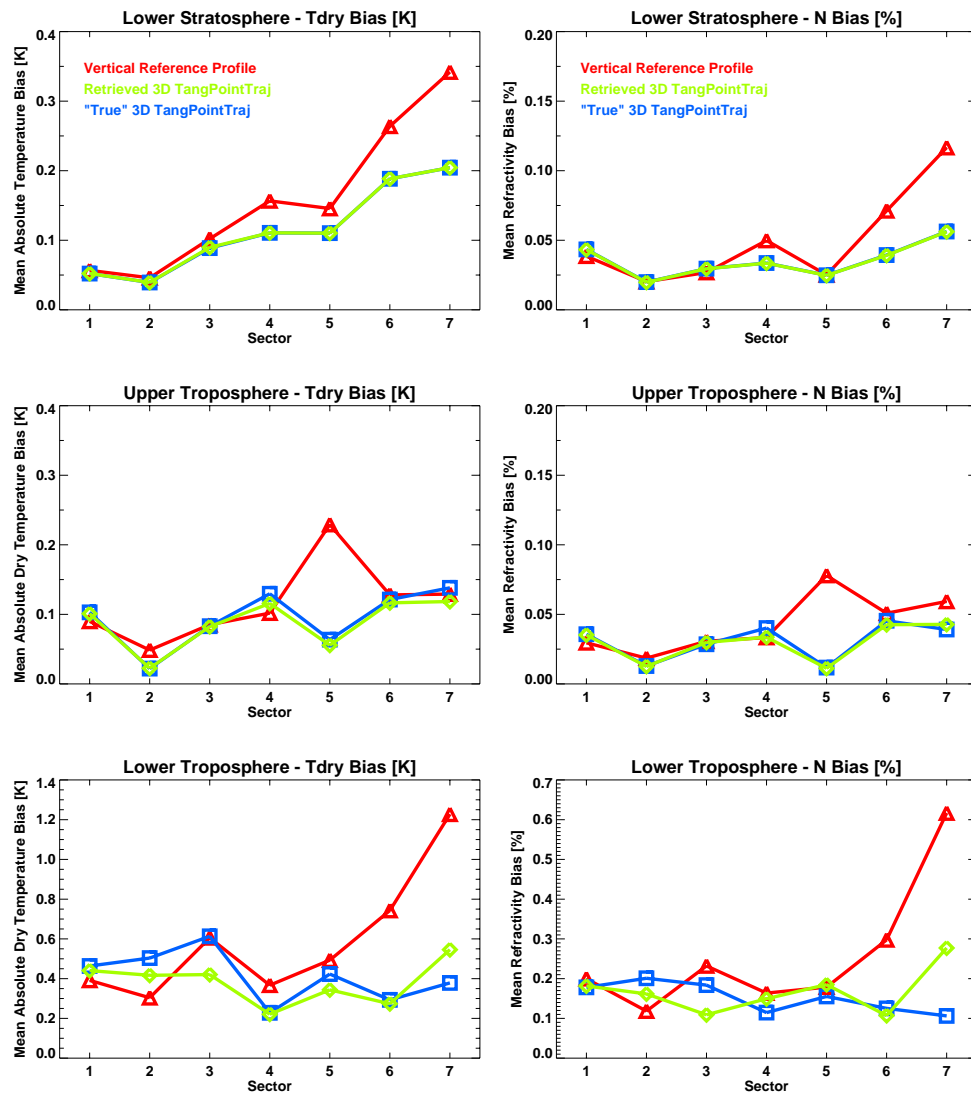 Lower Stratosphere - Tdry Bias [K]
Mean Absolute Temperature Bias [K]
0.4
0.3
0.2
0.1
0.0
Vertical Reference Profile
Retrieved 3D TangPointTraj
"True" 3D TangPointTraj
1 2 3 4 5 6 7
Sector
Lower Stratosphere - N Bias [%]
Mean Refractivity Bias [%]
0.20
0.15
0.10
0.05
0.00
Vertical Reference Profile
Retrieved 3D TangPointTraj
"True" 3D TangPointTraj
1 2 3 4 5 6 7
Sector
Upper Troposphere - Tdry Bias [K]
Mean Absolute Dry Temperature Bias [K]
0.4
0.3
0.2
0.1
0.0
1 2 3 4 5 6 7
Sector
Upper Troposphere - N Bias [%]
Mean Refractivity Bias [%]
0.20
0.15
0.10
0.05
0.00
1 2 3 4 5 6 7
Sector
Lower Troposphere - Tdry Bias [K]
Mean Absolute Dry Temperature Bias [K]
1.4
1.2
1.0
0.8
0.6
0.4
0.2
0.0
1 2 3 4 5 6 7
Sector
Lower Troposphere - N Bias [%]
Mean Refractivity Bias [%]
0.7
0.6
0.5
0.4
0.3
0.2
0.1
0.0
1 2 3 4 5 6 7
Sector